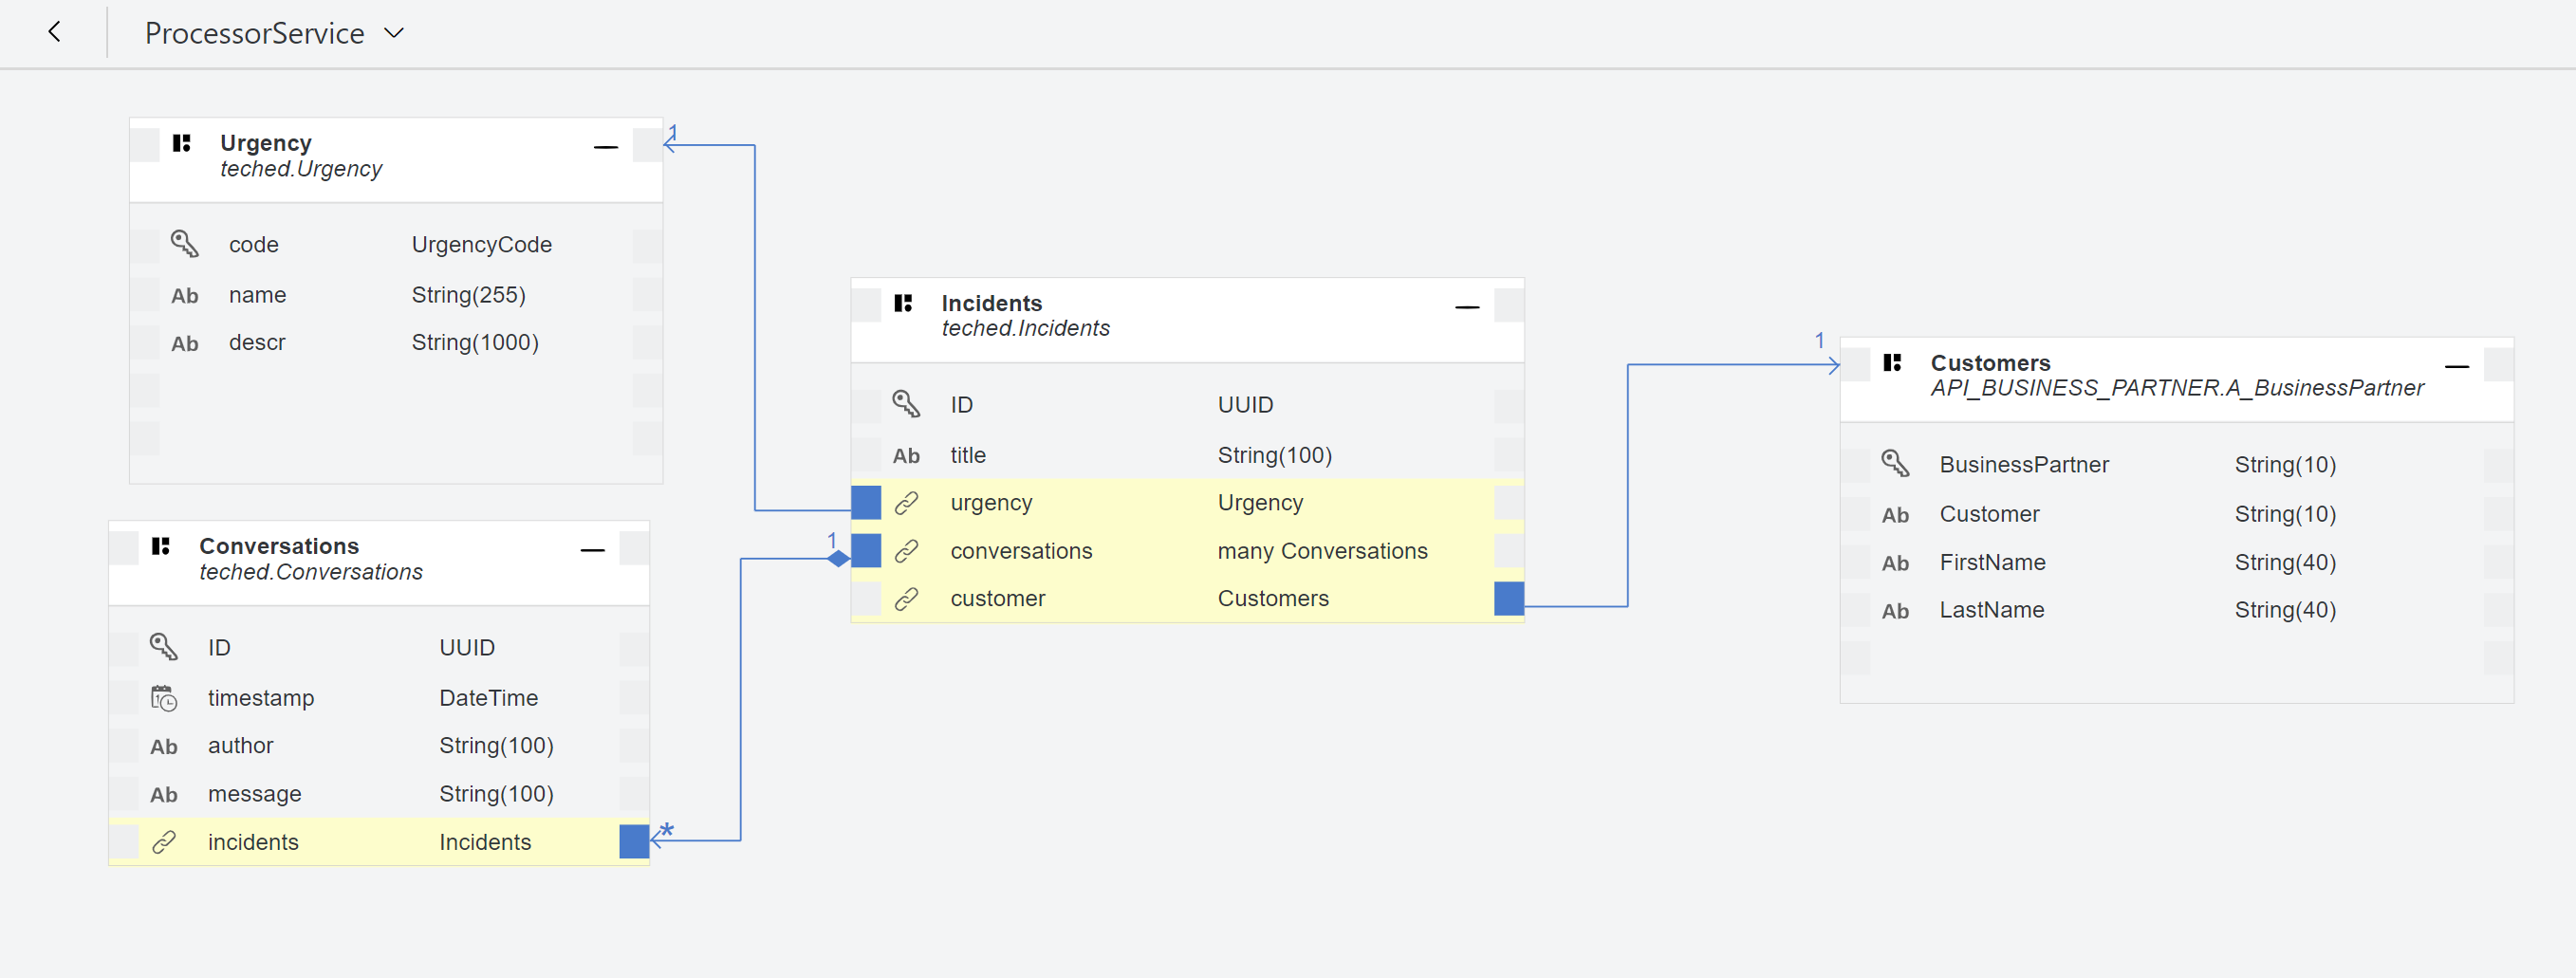 ProcessorService
Urgency
teched.Urgency
code UrgencyCode
Ab name String(255)
Ab descr String(1000)
1
Incidents
teched.Incidents
ID UUID
Ab title String(100)
urgency Urgency
1
conversations many Conversations
customer Customers
1
Customers
API_BUSINESS_PARTNER.A_BusinessPartner
BusinessPartner String(10)
Ab Customer String(10)
Ab FirstName String(40)
Ab LastName String(40)
Conversations
teched.Conversations
ID UUID
timestamp DateTime
Ab author String(100)
Ab message String(100)
incidents Incidents
*